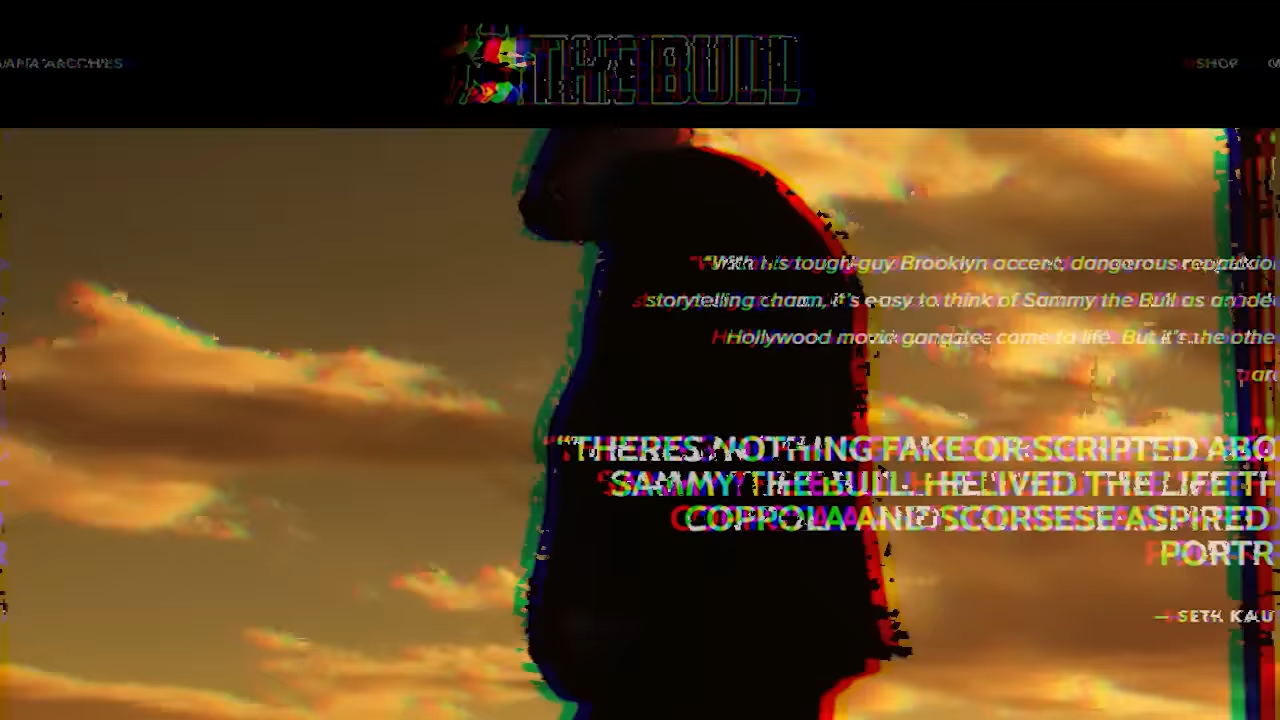 THE BULL
SHOP
"With his tough-guy Brooklyn accent, dangerous
storytelling charm, it's easy to think of Sammy the Bull as an
Hollywood movie gangster come to life. But it's the othe
"THERES NOTHING FAKE OR SCRIPTED ABO
SAMMY THE BULL. HE LIVED THE LIFE TH
COPPOLA AND SCORSESE ASPIRED
PORTR
— SETH KAU